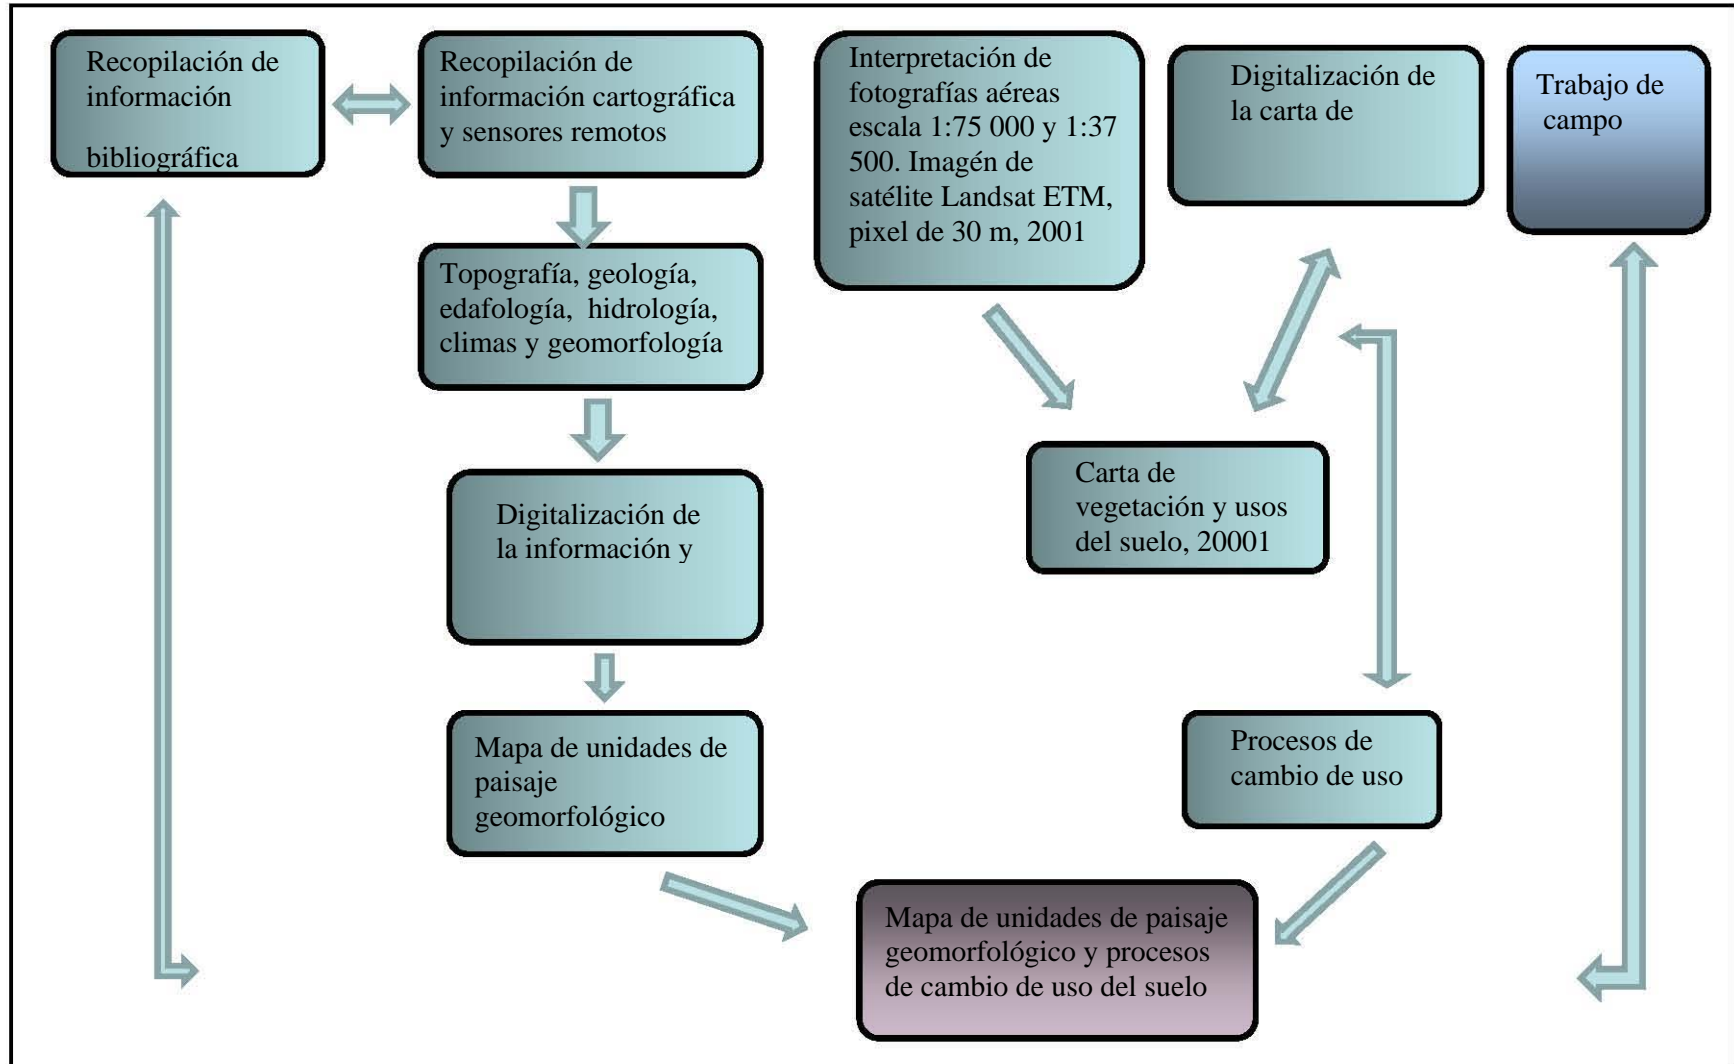 Recopilación de
información
bibliográfica
Recopilación de
información cartográfica
y sensores remotos
Interpretación de
fotografías aéreas
escala 1:75 000 y 1:37
500. Imagén de
satélite Landsat ETM,
pixel de 30 m, 2001
Digitalización de
la carta de
Trabajo de
campo
Topografía, geología,
edafología, hidrología,
climas y geomorfología
Digitalización de
la información y
Carta de
vegetación y usos
del suelo, 20001
Mapa de unidades de
paisaje
geomorfológico
Procesos de
cambio de uso
Mapa de unidades de paisaje
geomorfológico y procesos
de cambio de uso del suelo